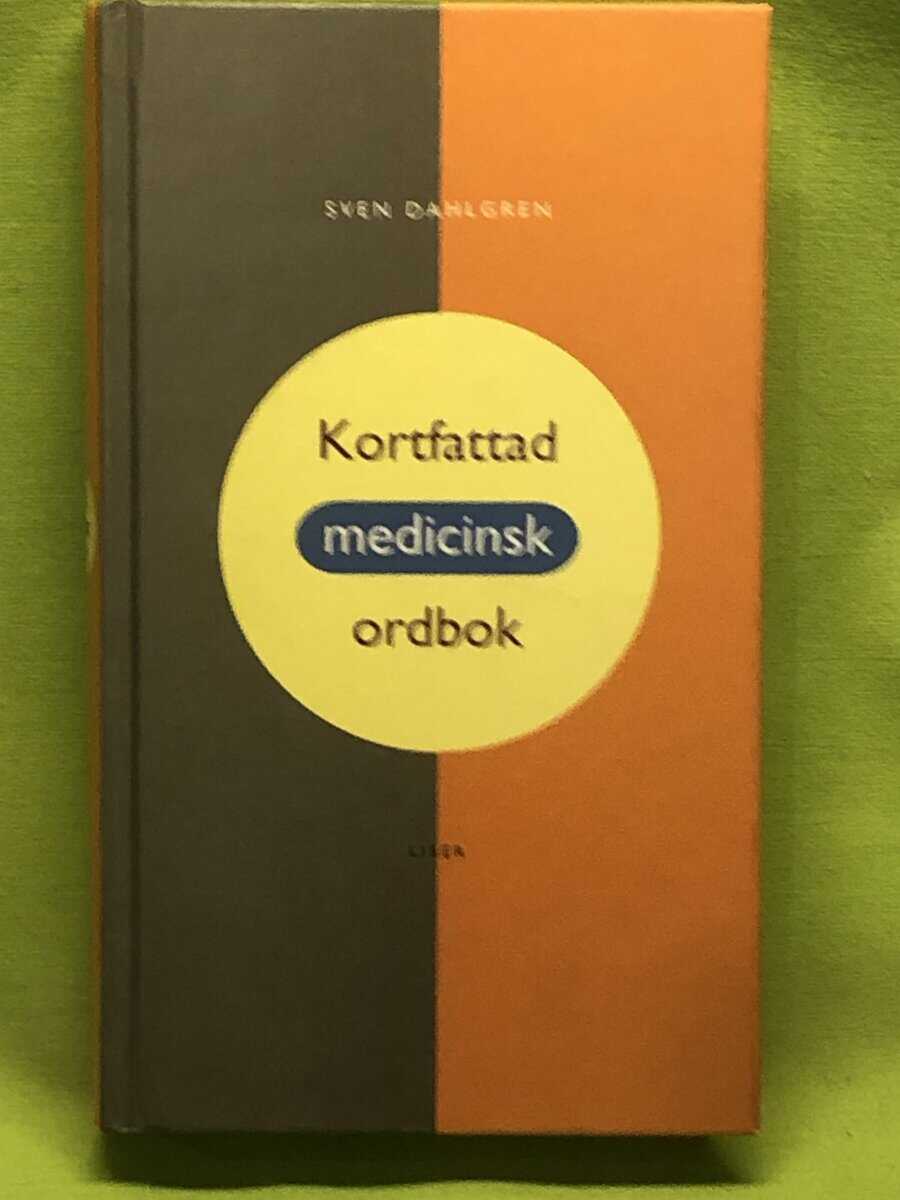 SVEN DAHLGREN
Kortfattad
medicinsk
ordbok
LIBER